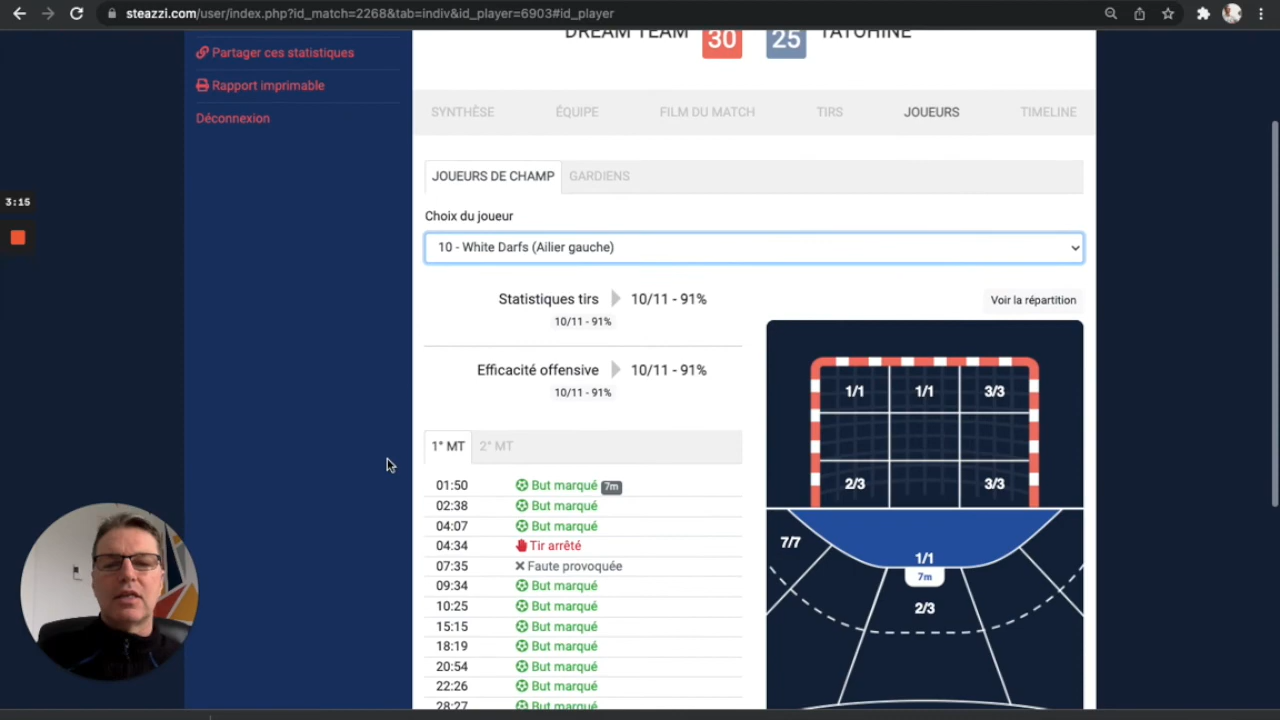 steazzi.com/user/index.php?id_match=2268&tab=indiv&id_player=6903#id_player
DREAM TEAM 30 25 TATOHINE
Partager ces statistiques
Rapport imprimable
Déconnexion
SYNTHÈSE ÉQUIPE FILM DU MATCH TIRS JOUEURS TIMELINE
JOUEURS DE CHAMP GARDIENS
3:15
Choix du joueur
10 - White Darfs (Ailier gauche)
Statistiques tirs 10/11 - 91%
10/11 - 91%
Voir la répartition
Efficacité offensive 10/11 - 91%
10/11 - 91%
1° MT 2° MT
01:50 But marqué 7m
02:38 But marqué
04:07 But marqué
04:34 Tir arrêté
07:35 Faute provoquée
09:34 But marqué
10:25 But marqué
15:15 But marqué
18:19 But marqué
20:54 But marqué
22:26 But marqué
28:27 But marqué
1/1 1/1 3/3
2/3 3/3
7/7
1/1
7m
2/3